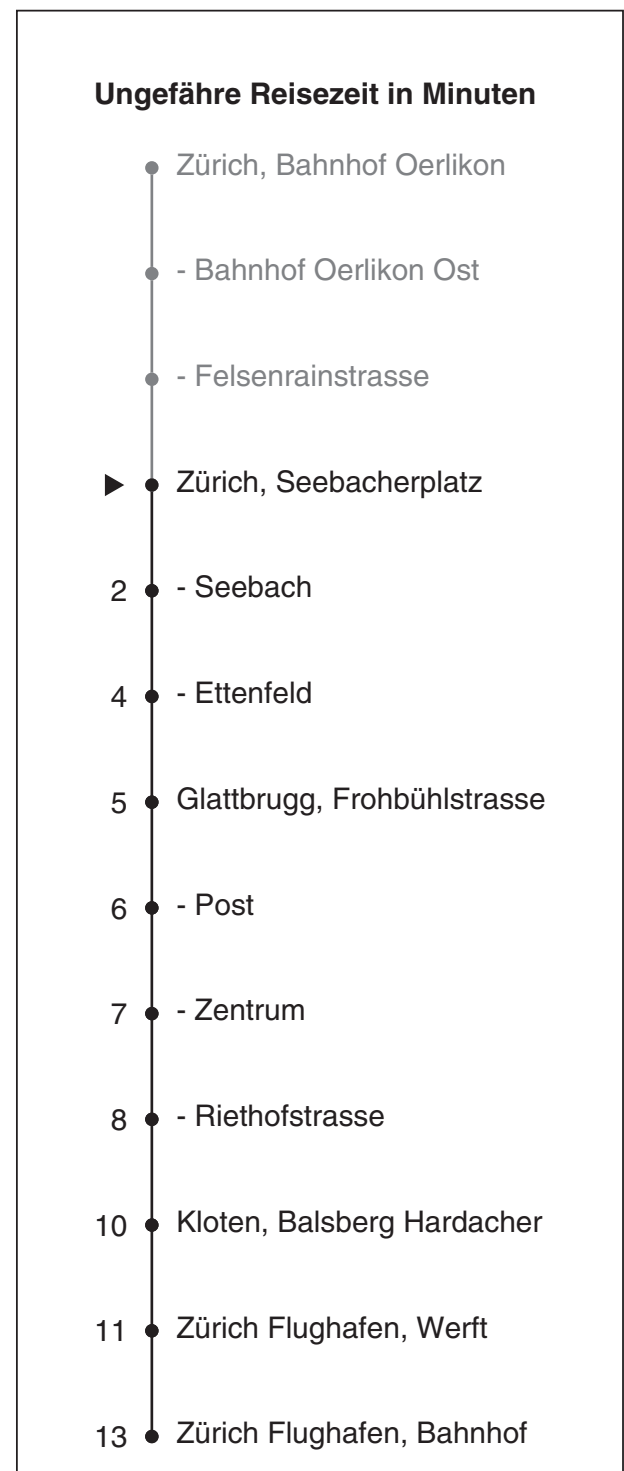 Ungefähre Reisezeit in Minuten
Zürich, Bahnhof Oerlikon
- Bahnhof Oerlikon Ost
- Felsenrainstrasse
Zürich, Seebacherplatz
2 - Seebach
4 - Ettenfeld
5 Glattbrugg, Frohbühlstrasse
6 - Post
7 - Zentrum
8 - Riethofstrasse
10 Kloten, Balsberg Hardacher
11 Zürich Flughafen, Werft
13 Zürich Flughafen, Bahnhof